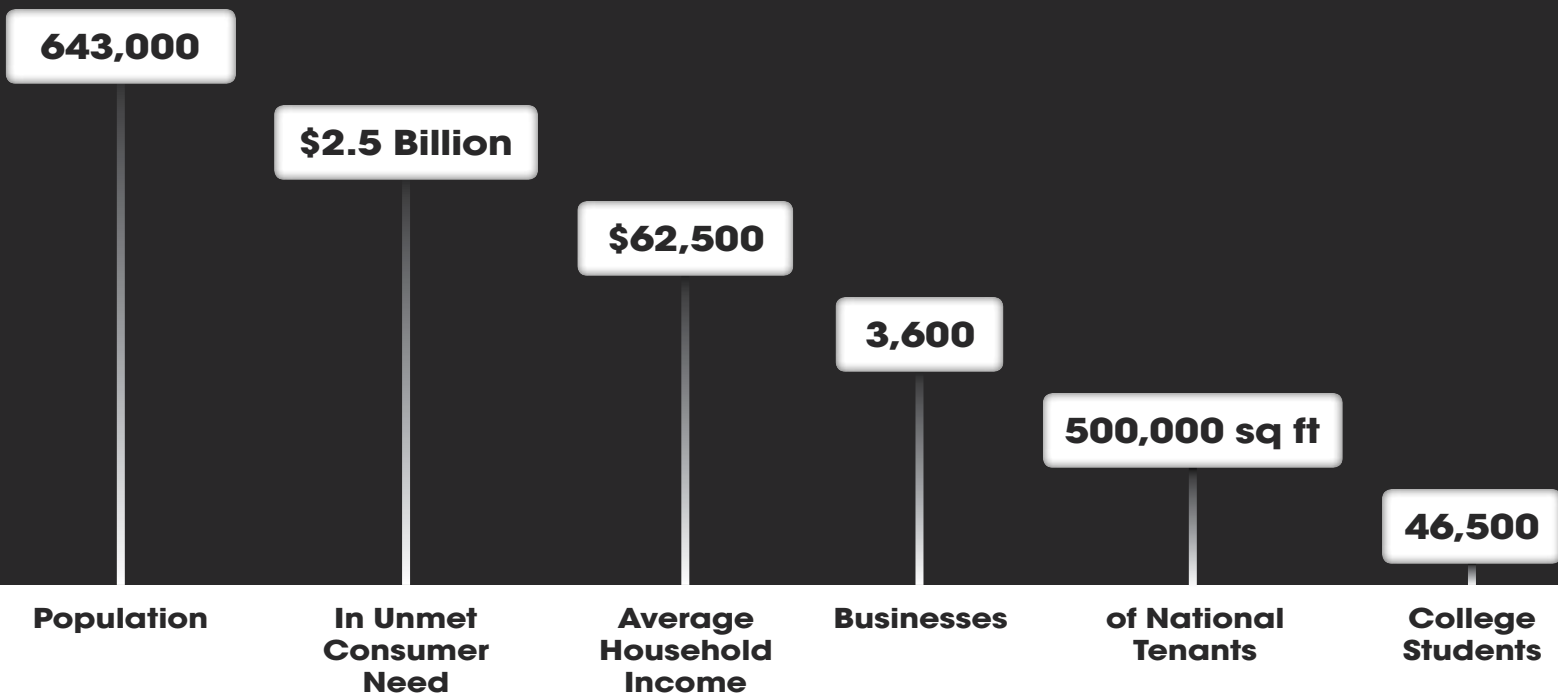 643,000
Population
$2.5 Billion
In Unmet
Consumer
Need
$62,500
Average
Household
Income
3,600
Businesses
500,000 sq ft
of National
Tenants
46,500
College
Students